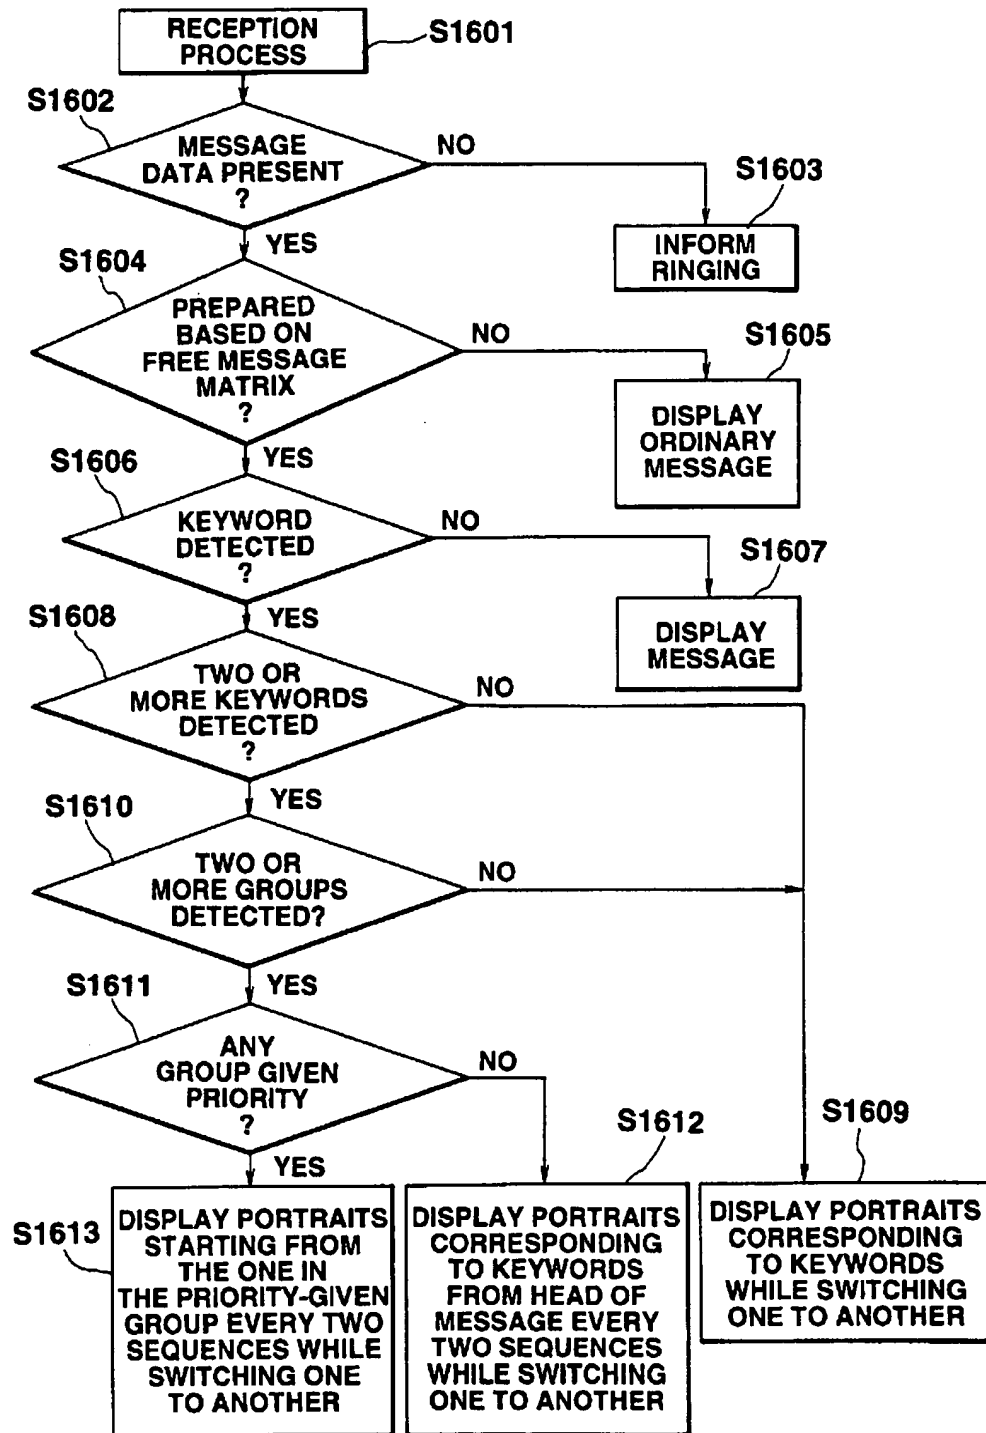 RECEPTION
PROCESS
S1601
S1602
MESSAGE
DATA PRESENT
?
NO
YES
S1603
INFORM
RINGING
S1604
PREPARED
BASED ON
FREE MESSAGE
MATRIX
?
NO
YES
S1605
DISPLAY
ORDINARY
MESSAGE
S1606
KEYWORD
DETECTED
?
NO
YES
S1607
DISPLAY
MESSAGE
S1608
TWO OR
MORE KEYWORDS
DETECTED
?
NO
YES
S1610
TWO OR
MORE GROUPS
DETECTED?
NO
YES
S1611
ANY
GROUP GIVEN
PRIORITY
?
NO
YES
S1613
DISPLAY PORTRAITS
STARTING FROM
THE ONE IN
THE PRIORITY-GIVEN
GROUP EVERY TWO
SEQUENCES WHILE
SWITCHING ONE
TO ANOTHER
S1612
DISPLAY PORTRAITS
CORRESPONDING
TO KEYWORDS
FROM HEAD OF
MESSAGE EVERY
TWO SEQUENCES
WHILE SWITCHING
ONE TO ANOTHER
S1609
DISPLAY PORTRAITS
CORRESPONDING
TO KEYWORDS
WHILE SWITCHING
ONE TO ANOTHER